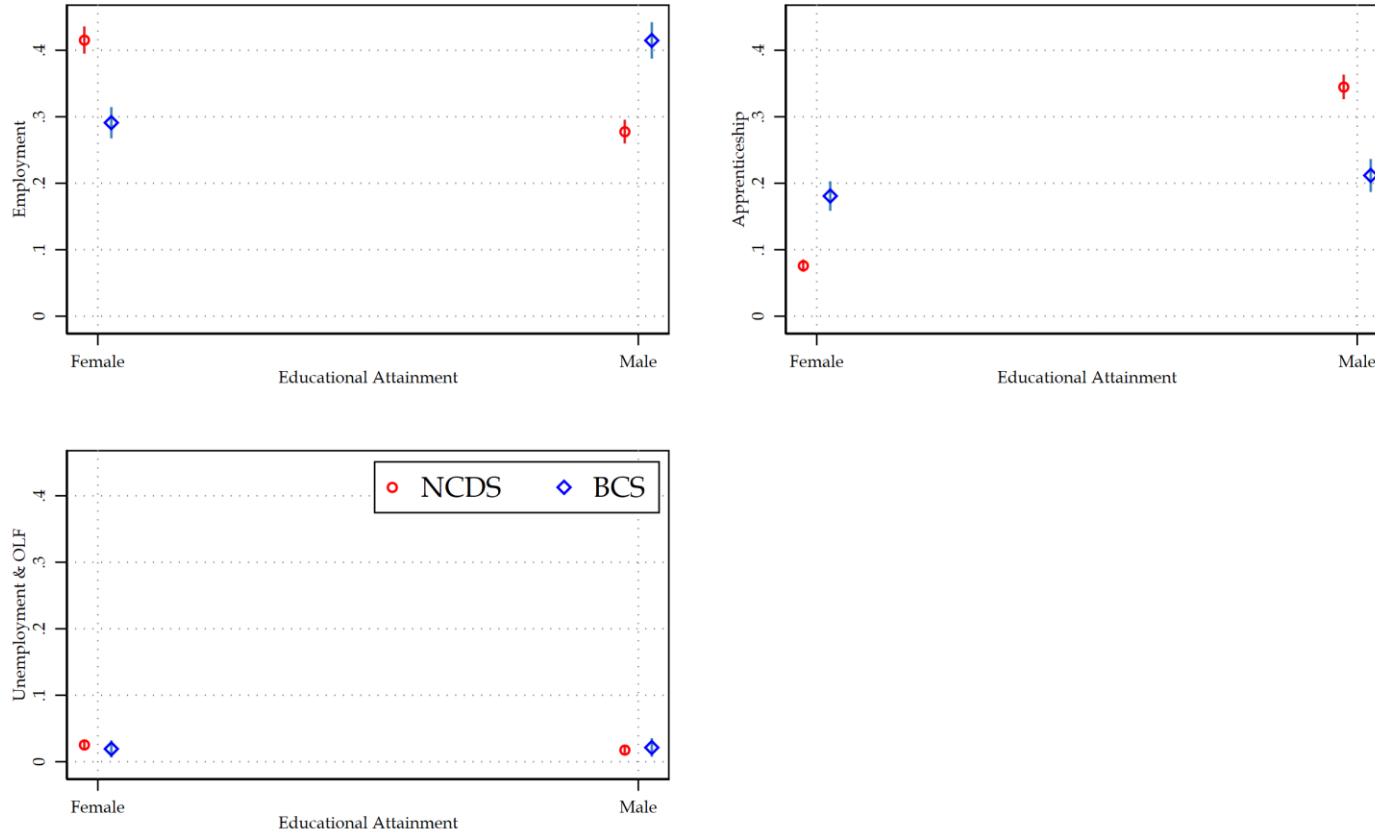 Employment
.4
.3
.2
.1
0
Female
Male
Educational Attainment
Apprenticeship
.4
.3
.2
.1
0
Female
Male
Educational Attainment
Unemployment & OLF
.4
.3
.2
.1
0
NCDS
BCS
Female
Male
Educational Attainment